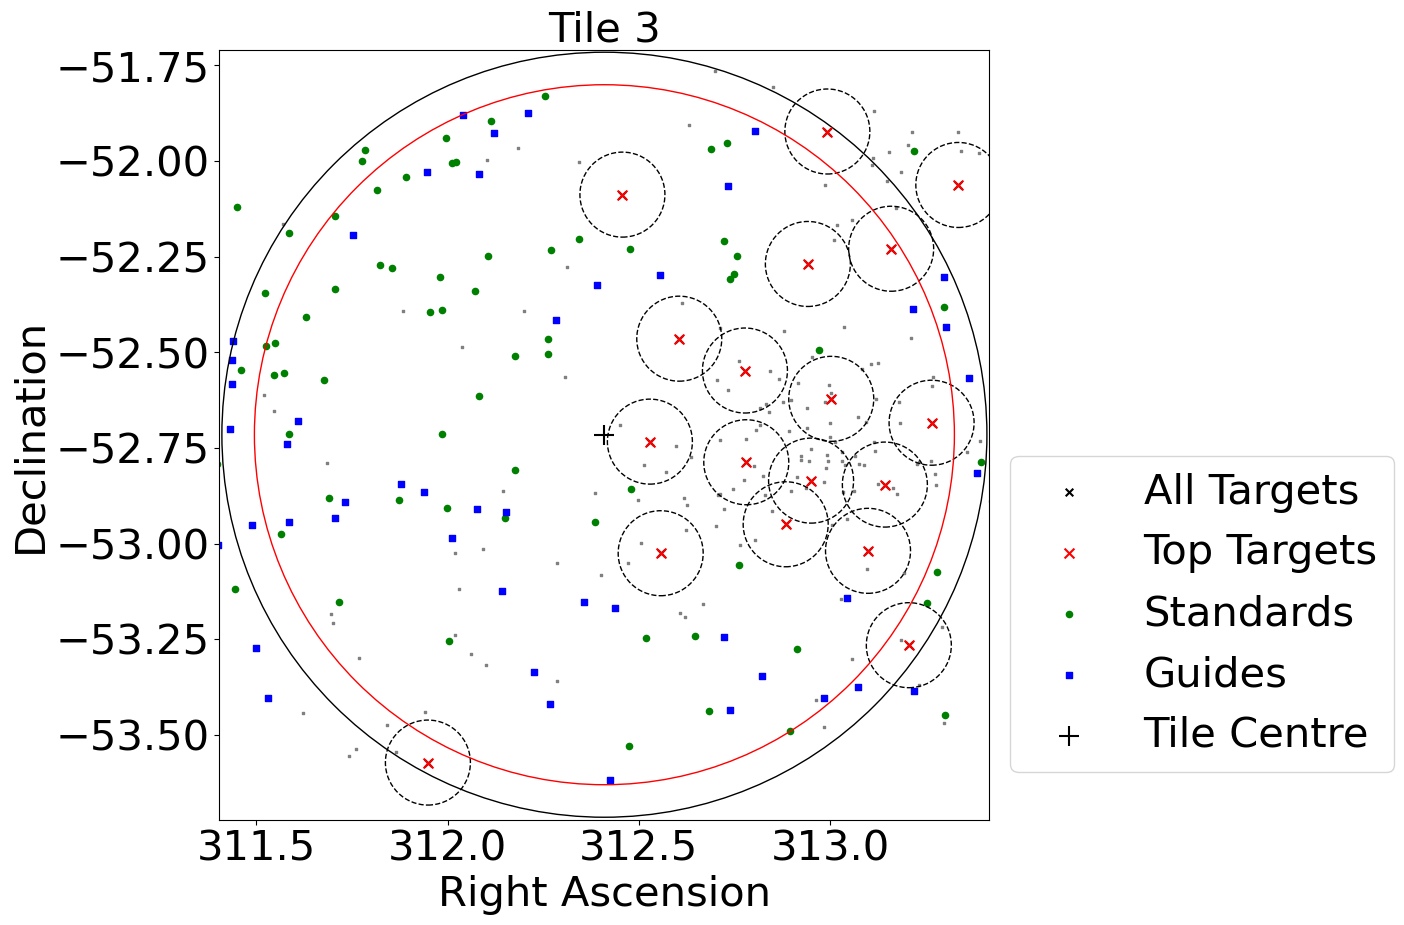 Tile 3
−51.75
−52.00
−52.25
−52.50
−52.75
−53.00
−53.25
−53.50
Declination
311.5 312.0 312.5 313.0
Right Ascension
All Targets
Top Targets
Standards
Guides
Tile Centre